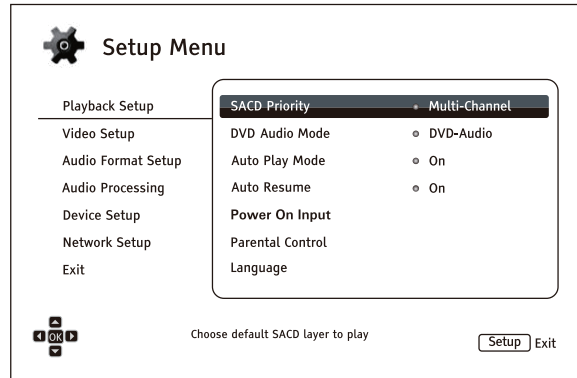 Setup Menu
Playback Setup
Video Setup
Audio Format Setup
Audio Processing
Device Setup
Network Setup
Exit
SACD Priority Multi-Channel
DVD Audio Mode DVD-Audio
Auto Play Mode On
Auto Resume On
Power On Input
Parental Control
Language
OK
Choose default SACD layer to play
Setup Exit